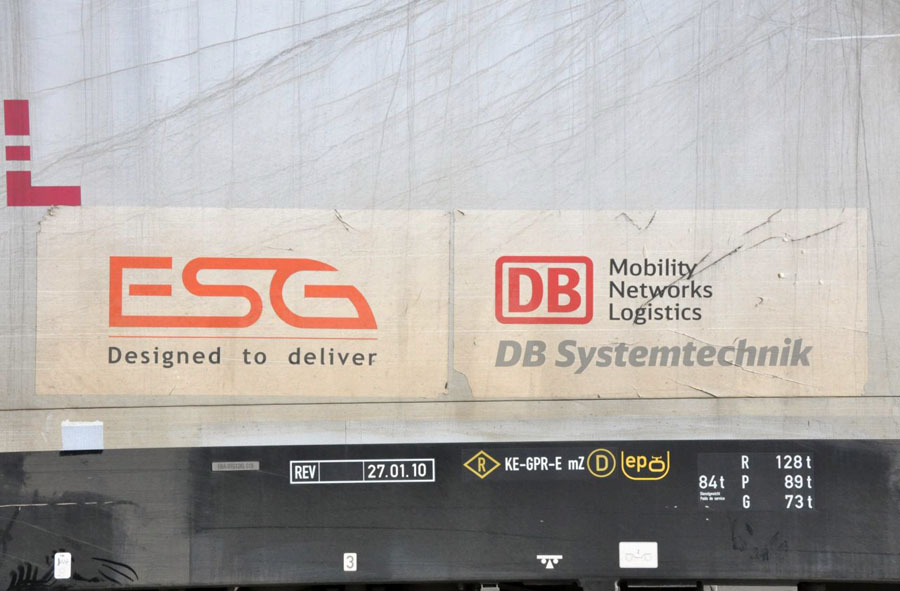 ESG
Designed to deliver
DB
Mobility
Networks
Logistics
DB Systemtechnik
REV 27.01.10
R KE-GPR-E mZ D ep
R 128t
84t P 89t
G 73t
3